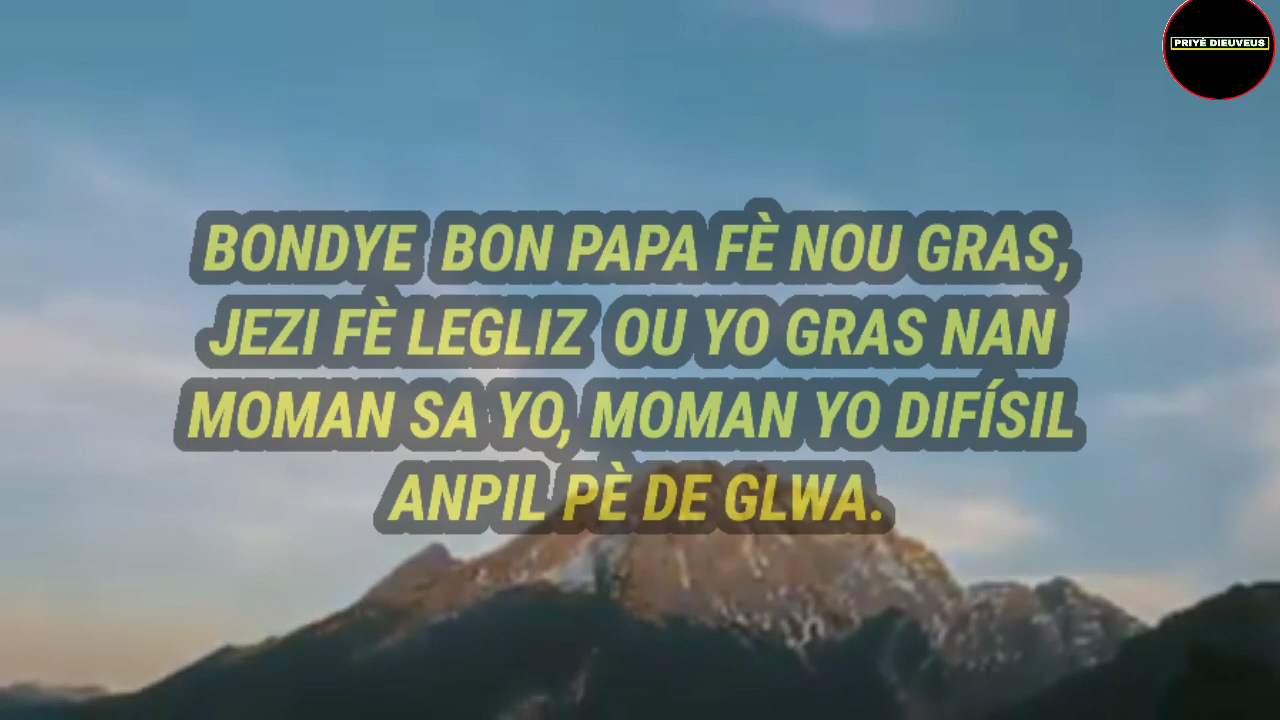 PRIYÈ DIEUVEUS
BONDYE BON PAPA FÈ NOU GRAS,
JEZI FÈ LEGLIZ OU YO GRAS NAN
MOMAN SA YO, MOMAN YO DIFÍSIL
ANPIL PÈ DE GLWA.